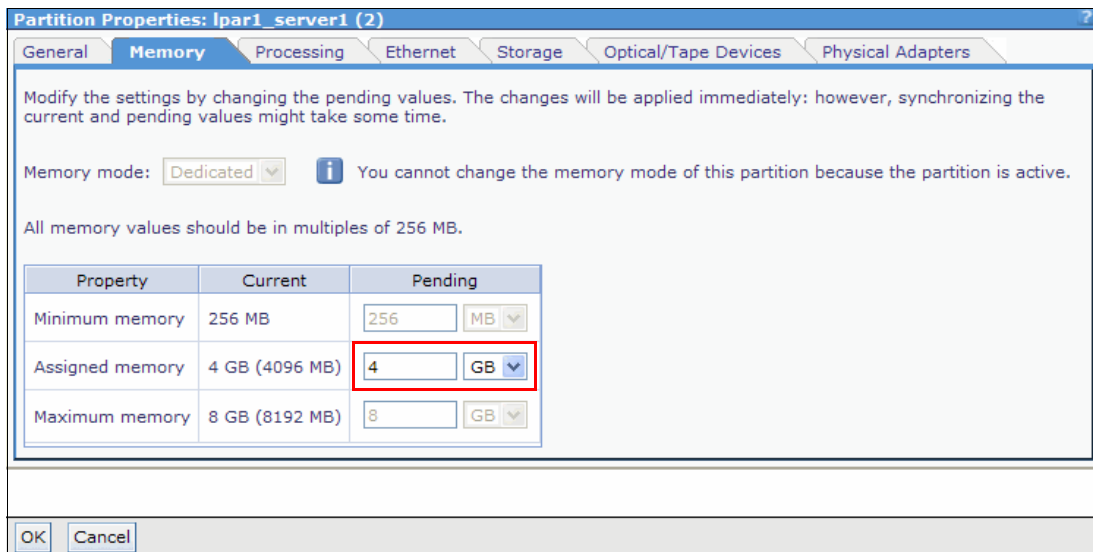 Partition Properties: lpar1_server1 (2) ?
General Memory Processing Ethernet Storage Optical/Tape Devices Physical Adapters
Modify the settings by changing the pending values. The changes will be applied immediately: however, synchronizing the
current and pending values might take some time.
Memory mode: Dedicated i You cannot change the memory mode of this partition because the partition is active.
All memory values should be in multiples of 256 MB.
Property Current Pending
Minimum memory 256 MB 256 MB
Assigned memory 4 GB (4096 MB) 4 GB
Maximum memory 8 GB (8192 MB) 8 GB
OK Cancel